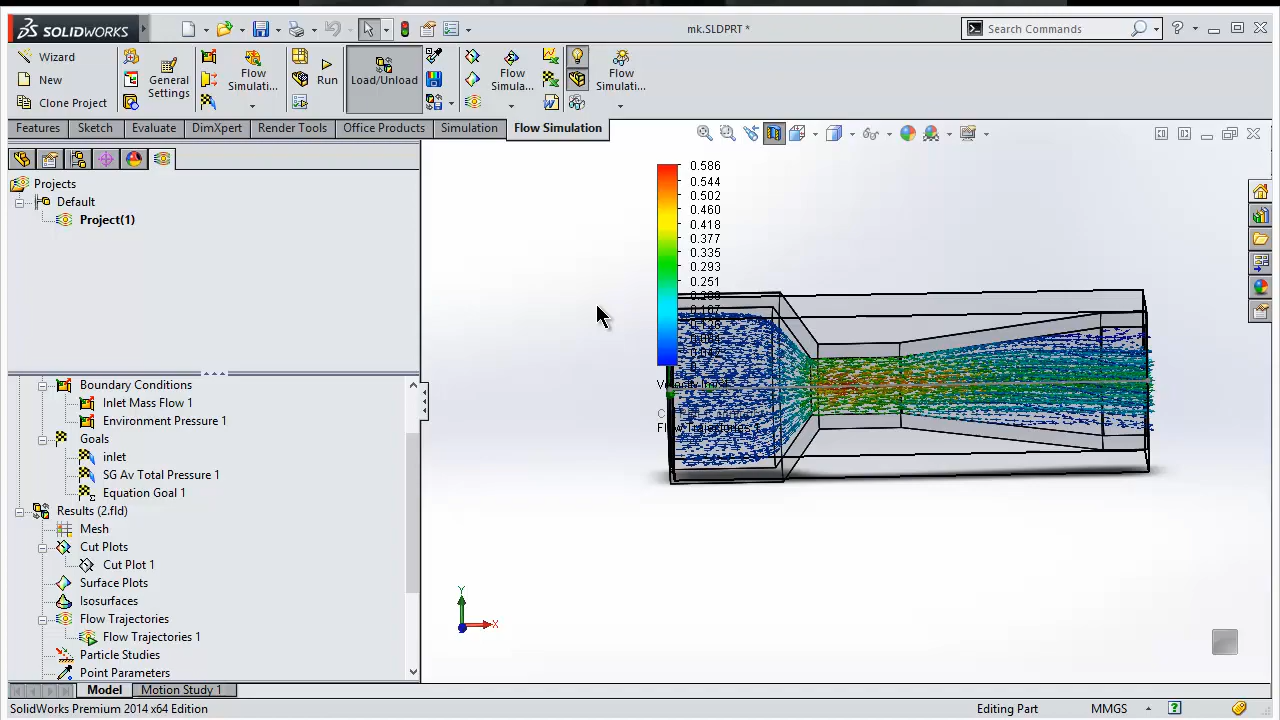 SOLIDWORKS
mk.SLDPRT *
Search Commands
?
Wizard
New
Clone Project
General
Settings
Flow
Simulati...
Run
Load/Unload
Flow
Simula...
Flow
Simulati...
Features
Sketch
Evaluate
DimXpert
Render Tools
Office Products
Simulation
Flow Simulation
Projects
Default
Project(1)
Boundary Conditions
Inlet Mass Flow 1
Environment Pressure 1
Goals
inlet
SG Av Total Pressure 1
Equation Goal 1
Results (2.fld)
Mesh
Cut Plots
Cut Plot 1
Surface Plots
Isosurfaces
Flow Trajectories
Flow Trajectories 1
Particle Studies
Point Parameters
0.586
0.544
0.502
0.460
0.418
0.377
0.335
0.293
0.251
Y
X
Model
Motion Study 1
SolidWorks Premium 2014 x64 Edition
Editing Part
MMGS
?